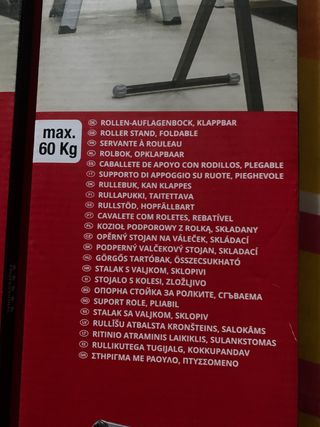 max.
60 Kg
ROLLEN-AUFLAGENBOCK, KLAPPBAR
ROLLER STAND, FOLDABLE
SERVANTE À ROULEAU
ROLBOK, OPKLAPBAAR
CABALLETE DE APOYO CON RODILLOS, PLEGABLE
SUPPORTO DI APPOGGIO SU RUOTE, PIEGHEVOLE
RULLEBUK, KAN KLAPPES
RULLAPUKKI, TAITETTAVA
RULLSTÖD, HOPFÄLLBART
CAVALETE COM ROLETES, REBATÍVEL
KOZIOŁ PODPOROWY Z ROLKĄ, SKŁADANY
OPĚRNÝ STOJAN NA VÁLEČEK, SKLÁDACÍ
PODPERNÝ VALČEKOVÝ STOJAN, SKLADACÍ
GÖRGŐS TARTÓBAK, ÖSSZECSUKHATÓ
STALAK S VALJKOM, SKLOPIVI
STOJALO S KOLESI, ZLOŽLJIVO
ОПОРНА СТОЙКА ЗА РОЛКИТЕ, СГЪВАЕМА
SUPORT ROLE, PLIABIL
STALAK SA VALJKOM, SKLOPIV
RULLĪŠU ATBALSTA KRONŠTEINS, SALOKĀMS
RITINIO ATRAMINIS LAIKIKLIS, SULANKSTOMAS
RULLIKUTEGA TUGIJALG, KOKKUPANDAV
ΣΤΗΡΙΓΜΑ ΜΕ ΡΑΟΥΛΟ, ΠΤΥΣΣΟΜΕΝΟ